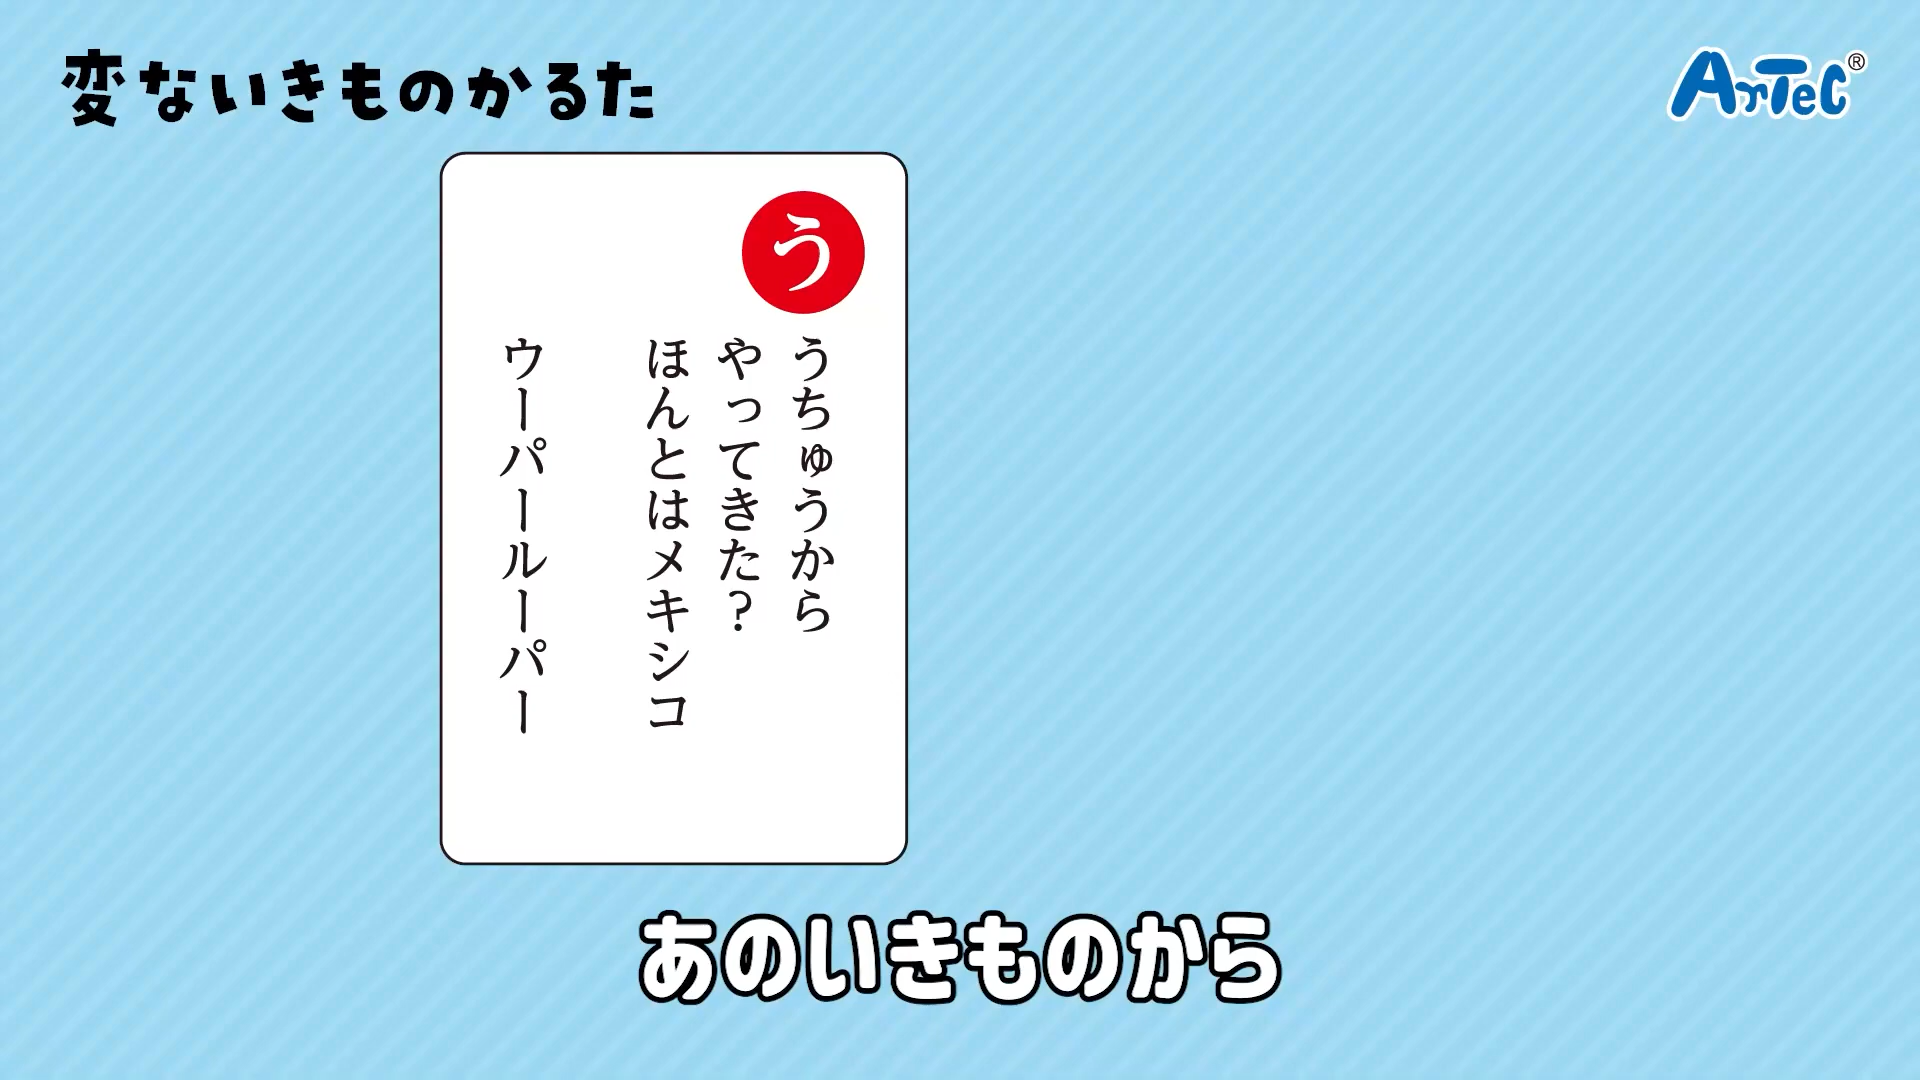 変ないきものかるた
ArTeC®
う
うちゅうから
やってきた?
ほんとはメキシコ
ウーパールーパー
あのいきものから